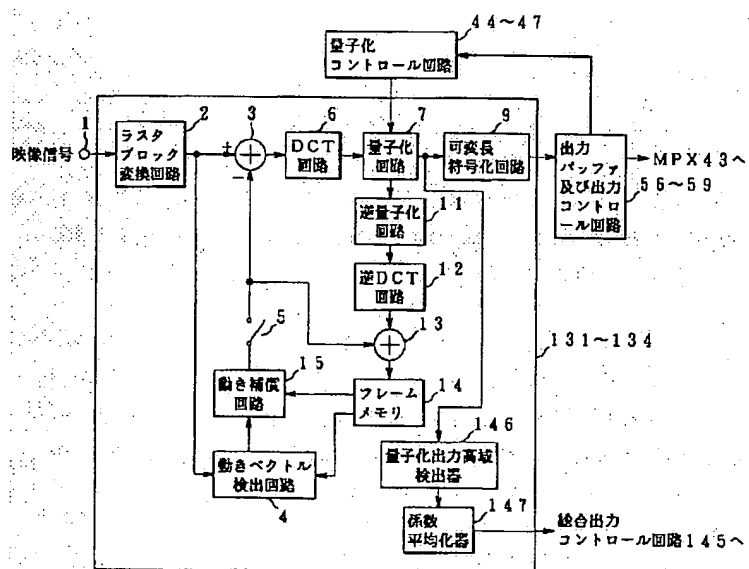 44〜47
量子化
コントロール回路
1
映像信号
2
ラスタ
ブロック
変換回路
3
+
−
6
DCT
回路
7
量子化
回路
9
可変長
符号化回路
出力
バッファ
及び出力
コントロ
ール回路
MPX43へ
56〜59
11
逆量子化
回路
12
逆DCT
回路
13
5
15
動き補償
回路
14
フレーム
メモリ
131〜134
動きベクトル
検出回路
4
146
量子化出力高域
検出器
147
係数
平均化器
総合出力
コントロール回路145へ